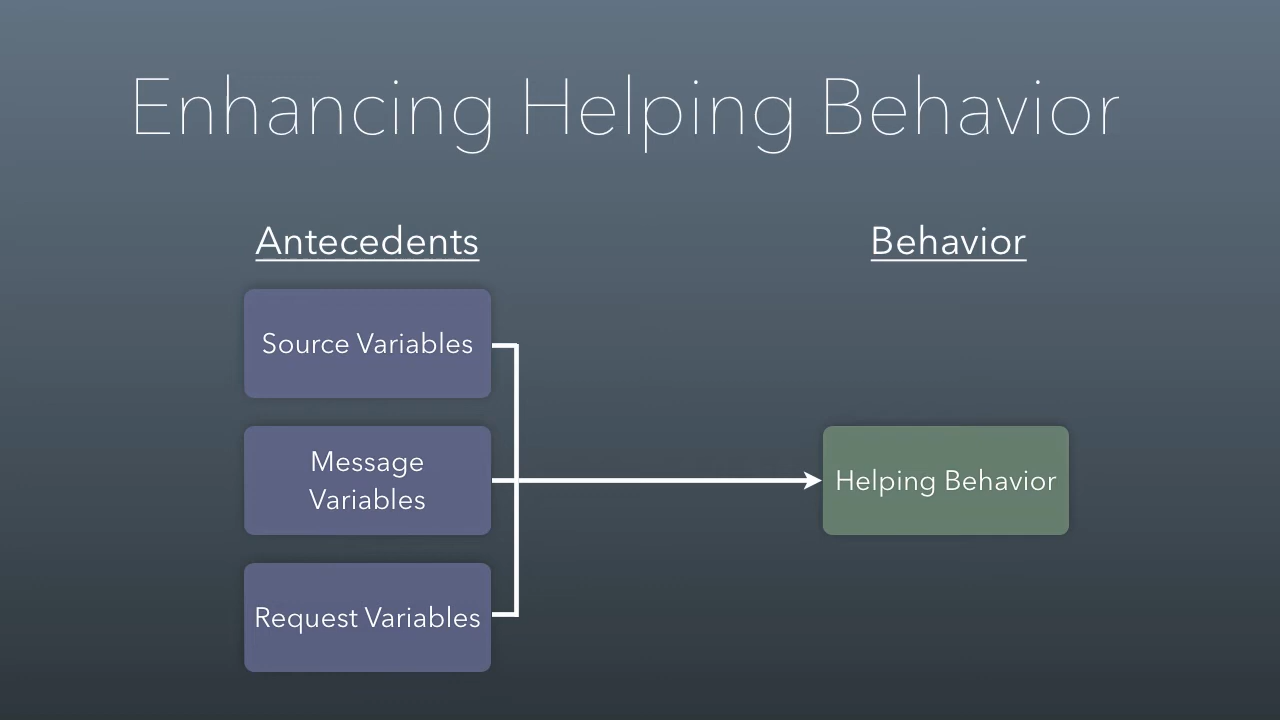 Enhancing Helping Behavior
Antecedents
Behavior
Source Variables
Message
Variables
Helping Behavior
Request Variables